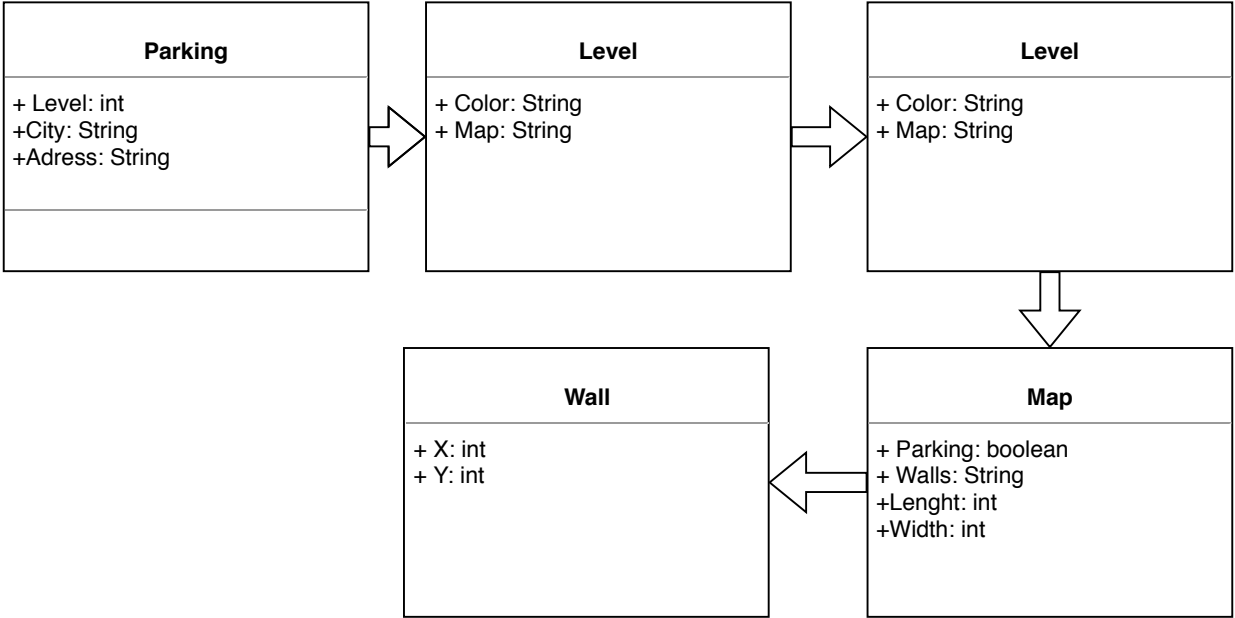 Parking
+ Level: int
+City: String
+Adress: String
Level
+ Color: String
+ Map: String
Level
+ Color: String
+ Map: String
Wall
+ X: int
+ Y: int
Map
+ Parking: boolean
+ Walls: String
+Lenght: int
+Width: int